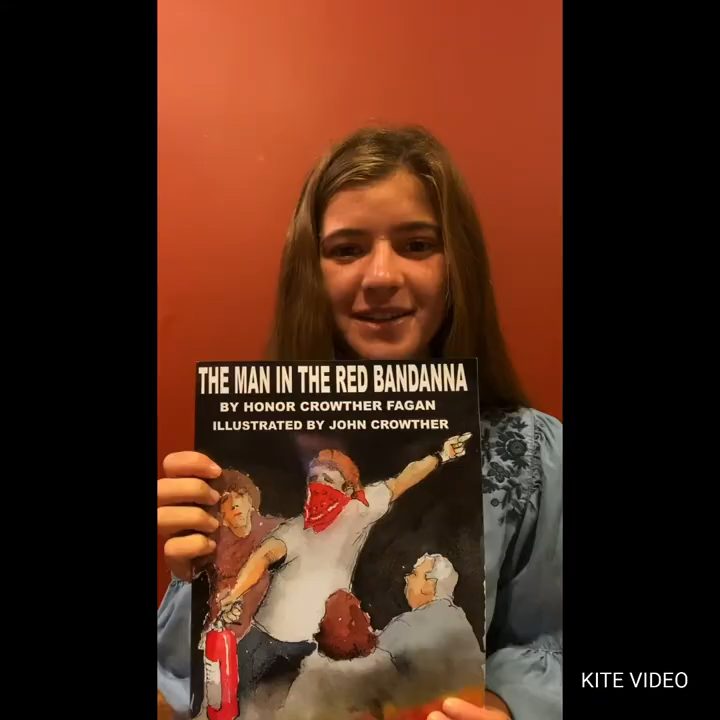 THE MAN IN THE RED BANDANNA
BY HONOR CROWTHER FAGAN
ILLUSTRATED BY JOHN CROWTHER
KITE VIDEO